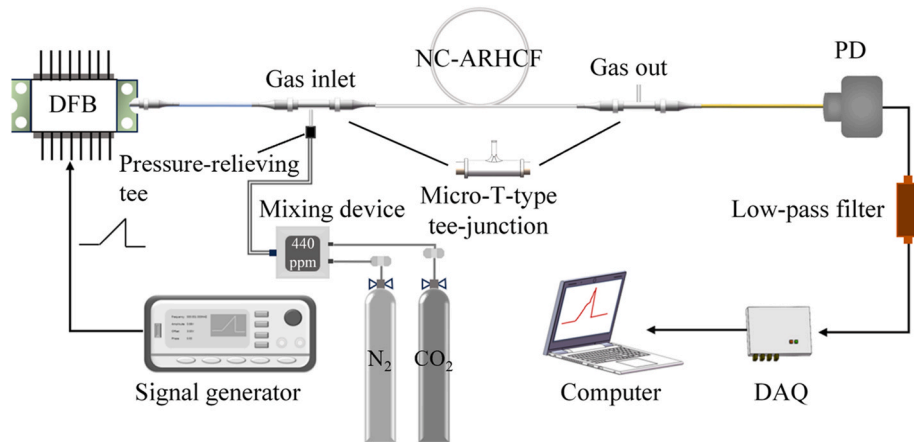 NC-ARHCF
PD
Gas inlet
Gas out
DFB
Pressure-relieving
tee
Micro-T-type
tee-junction
Mixing device
Low-pass filter
440
ppm
N2
CO2
Signal generator
Computer
DAQ